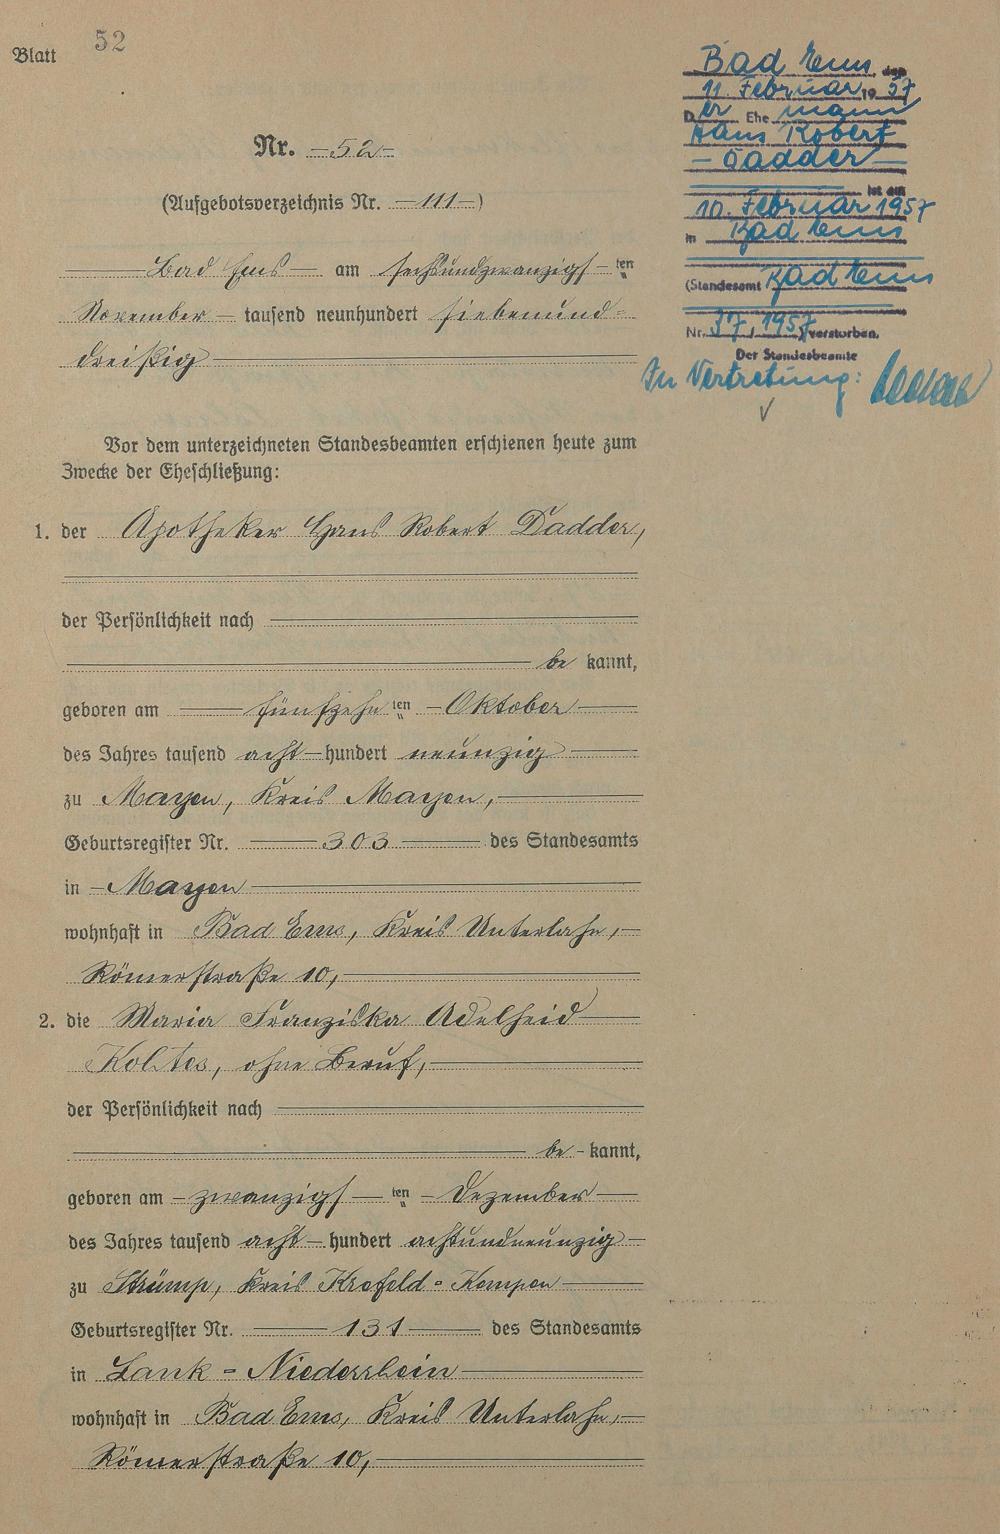 Blatt 52
Nr. 52
(Aufgebotsverzeichnis Nr. 111)
Bad Ems am sechsundzwanzigsten
November tausend neunhundert siebenund-
dreißig
Vor dem unterzeichneten Standesbeamten erschienen heute zum
Zwecke der Eheschließung:
1. der Apotheker Hans Robert Dadder,
der Persönlichkeit nach
be kannt,
geboren am fünfzehnten Oktober
des Jahres tausend acht hundert neunzig
zu Mayen, Kreis Mayen,
Geburtsregister Nr. 303 des Standesamts
in Mayen
wohnhaft in Bad Ems, Kreis Unterlahn,
Römerstraße 10,
2. die Maria Franziska Adelheid
Koltes, ohne Beruf,
der Persönlichkeit nach
be kannt,
geboren am zwanzigsten Dezember
des Jahres tausend acht hundert achtundneunzig
zu Strümp, Kreis Krefeld-Kempen
Geburtsregister Nr. 131 des Standesamts
in Lank-Niederrhein
wohnhaft in Bad Ems, Kreis Unterlahn,
Römerstraße 10,
Bad Ems, den
11. Februar 1957
Der Ehemann
Hans Robert
Dadder
ist am
10. Februar 1957
in Bad Ems
(Standesamt Bad Ems
Nr. 37/1957) verstorben.
Der Standesbeamte
In Vertretung: